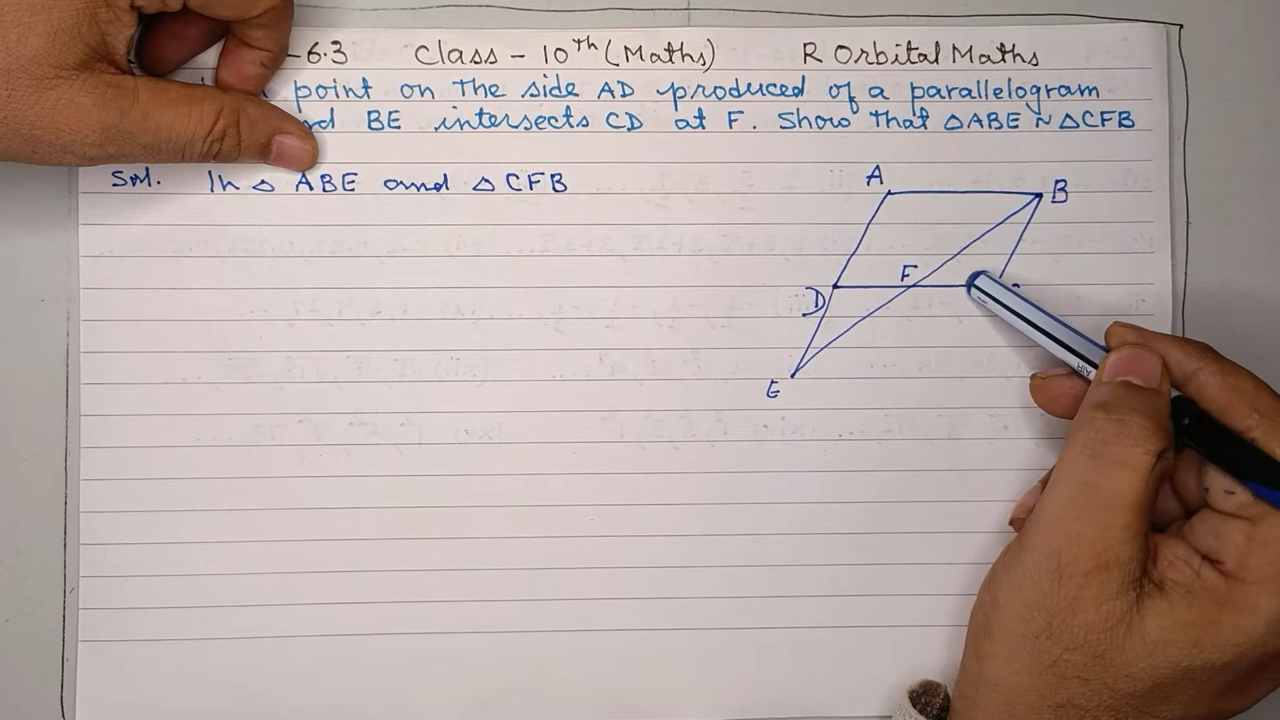 -6.3 Class - 10th (Maths) R Orbital Maths
point on the side AD produced of a parallelogram
BE intersects CD at F. Show that △ABE ~ △CFB
Sol. In △ ABE and △ CFB
A
B
F
D
E